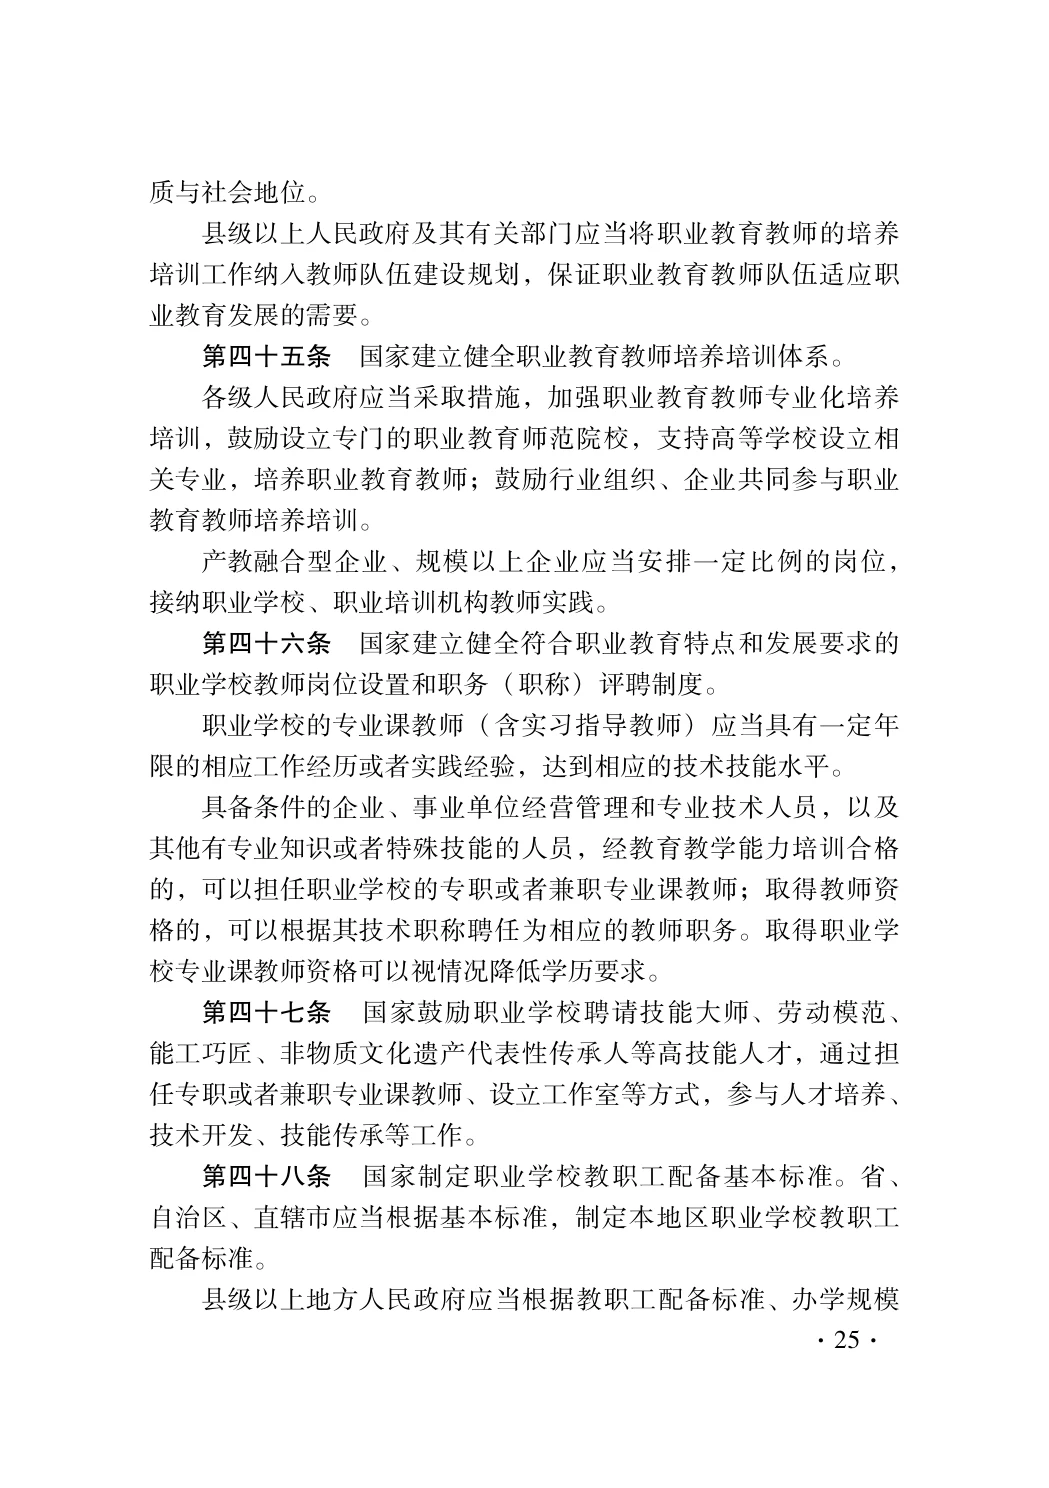 质与社会地位。
县级以上人民政府及其有关部门应当将职业教育教师的培养
培训工作纳入教师队伍建设规划，保证职业教育教师队伍适应职
业教育发展的需要。
第四十五条　国家建立健全职业教育教师培养培训体系。
各级人民政府应当采取措施，加强职业教育教师专业化培养
培训，鼓励设立专门的职业教育师范院校，支持高等学校设立相
关专业，培养职业教育教师；鼓励行业组织、企业共同参与职业
教育教师培养培训。
产教融合型企业、规模以上企业应当安排一定比例的岗位，
接纳职业学校、职业培训机构教师实践。
第四十六条　国家建立健全符合职业教育特点和发展要求的
职业学校教师岗位设置和职务（职称）评聘制度。
职业学校的专业课教师（含实习指导教师）应当具有一定年
限的相应工作经历或者实践经验，达到相应的技术技能水平。
具备条件的企业、事业单位经营管理和专业技术人员，以及
其他有专业知识或者特殊技能的人员，经教育教学能力培训合格
的，可以担任职业学校的专职或者兼职专业课教师；取得教师资
格的，可以根据其技术职称聘任为相应的教师职务。取得职业学
校专业课教师资格可以视情况降低学历要求。
第四十七条　国家鼓励职业学校聘请技能大师、劳动模范、
能工巧匠、非物质文化遗产代表性传承人等高技能人才，通过担
任专职或者兼职专业课教师、设立工作室等方式，参与人才培养、
技术开发、技能传承等工作。
第四十八条　国家制定职业学校教职工配备基本标准。省、
自治区、直辖市应当根据基本标准，制定本地区职业学校教职工
配备标准。
县级以上地方人民政府应当根据教职工配备标准、办学规模
· 25 ·